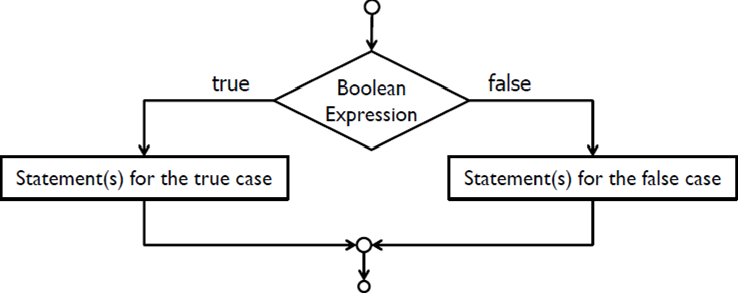 true
false
Boolean
Expression
Statement(s) for the true case
Statement(s) for the false case